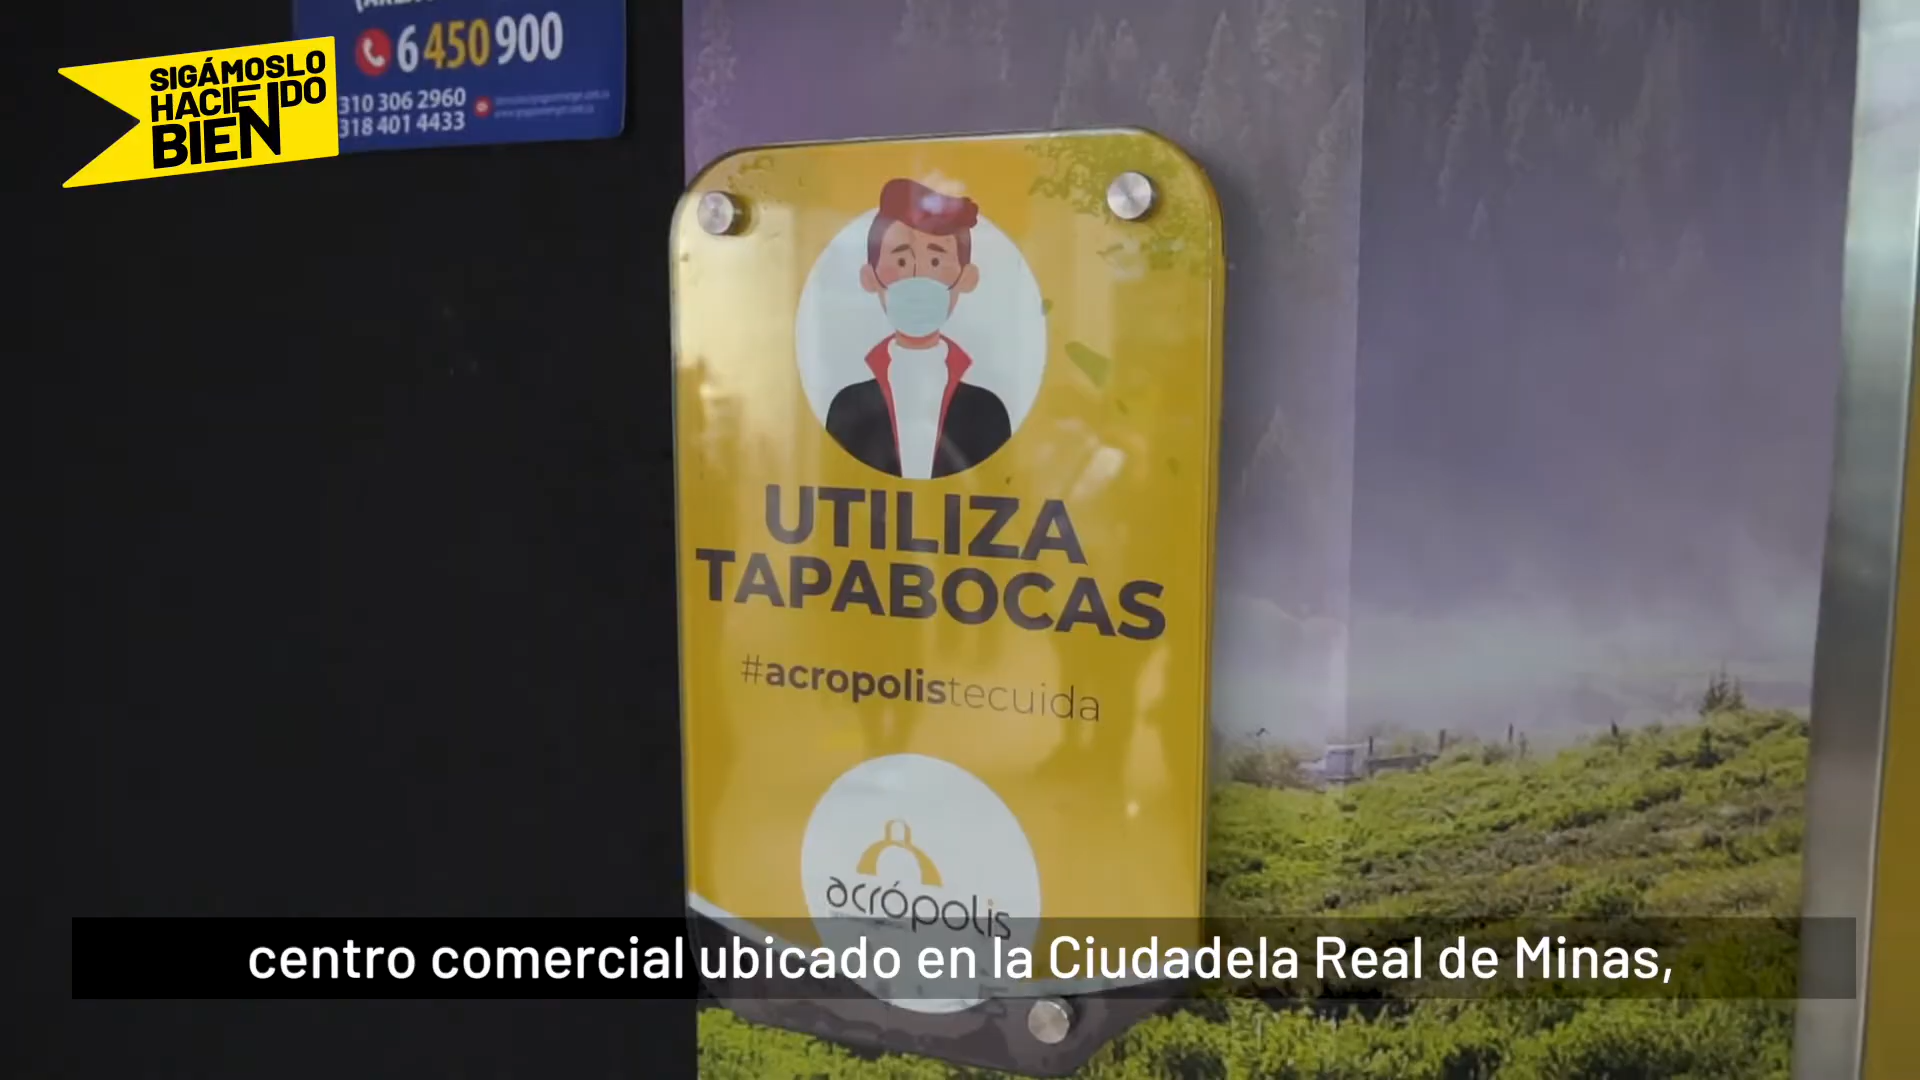 6450900
310 306 2960
318 401 4433
SIGÁMOSLO
HACIENDO
BIEN
UTILIZA
TAPABOCAS
#acropolistecuida
acrópolis
centro comercial ubicado en la Ciudadela Real de Minas,